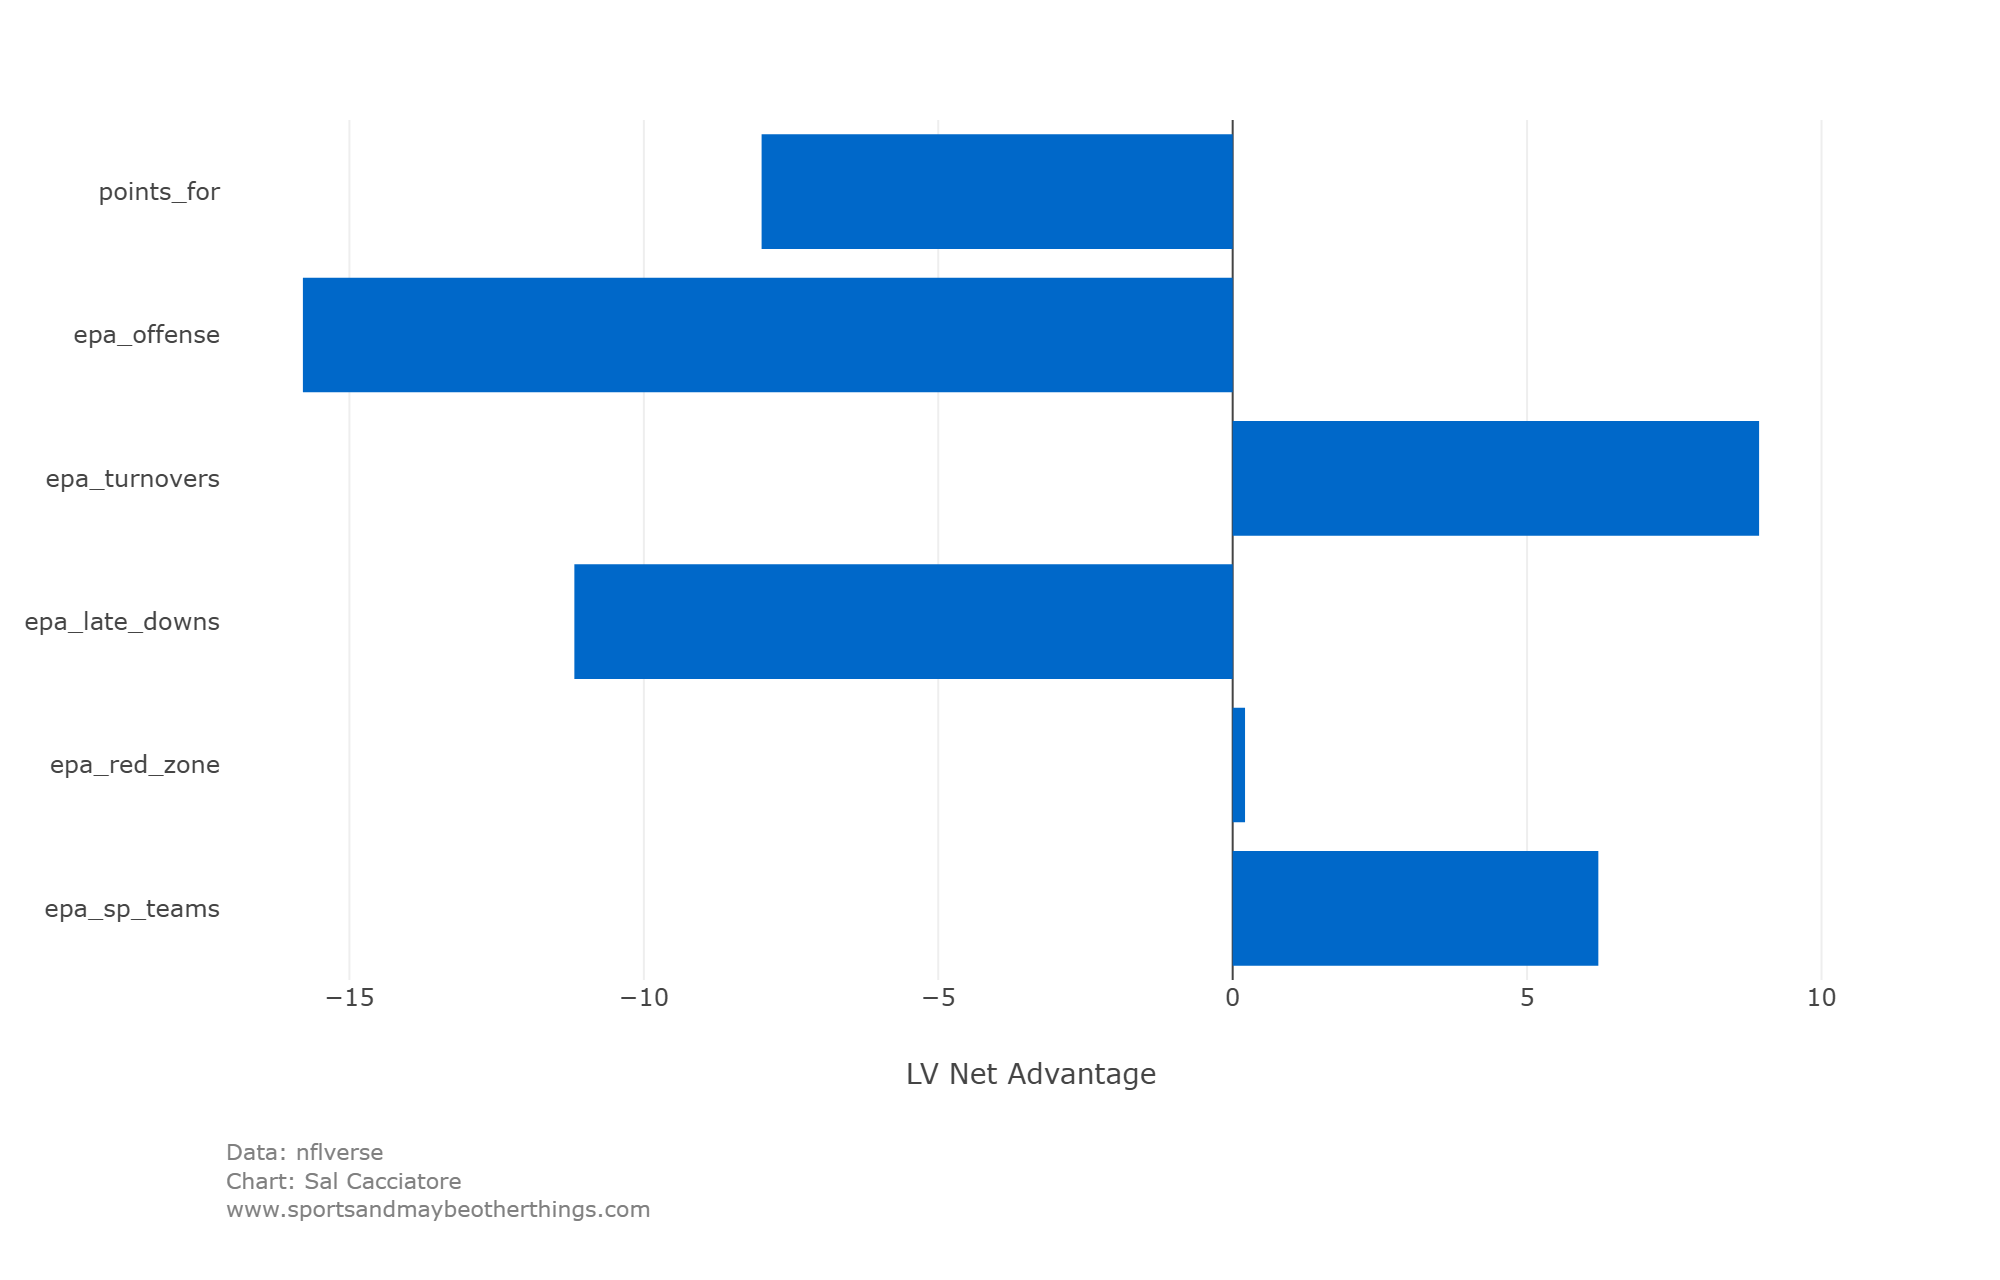 points_for
epa_offense
epa_turnovers
epa_late_downs
epa_red_zone
epa_sp_teams
−15 −10 −5 0 5 10
LV Net Advantage
Data: nflverse
Chart: Sal Cacciatore
www.sportsandmaybeotherthings.com